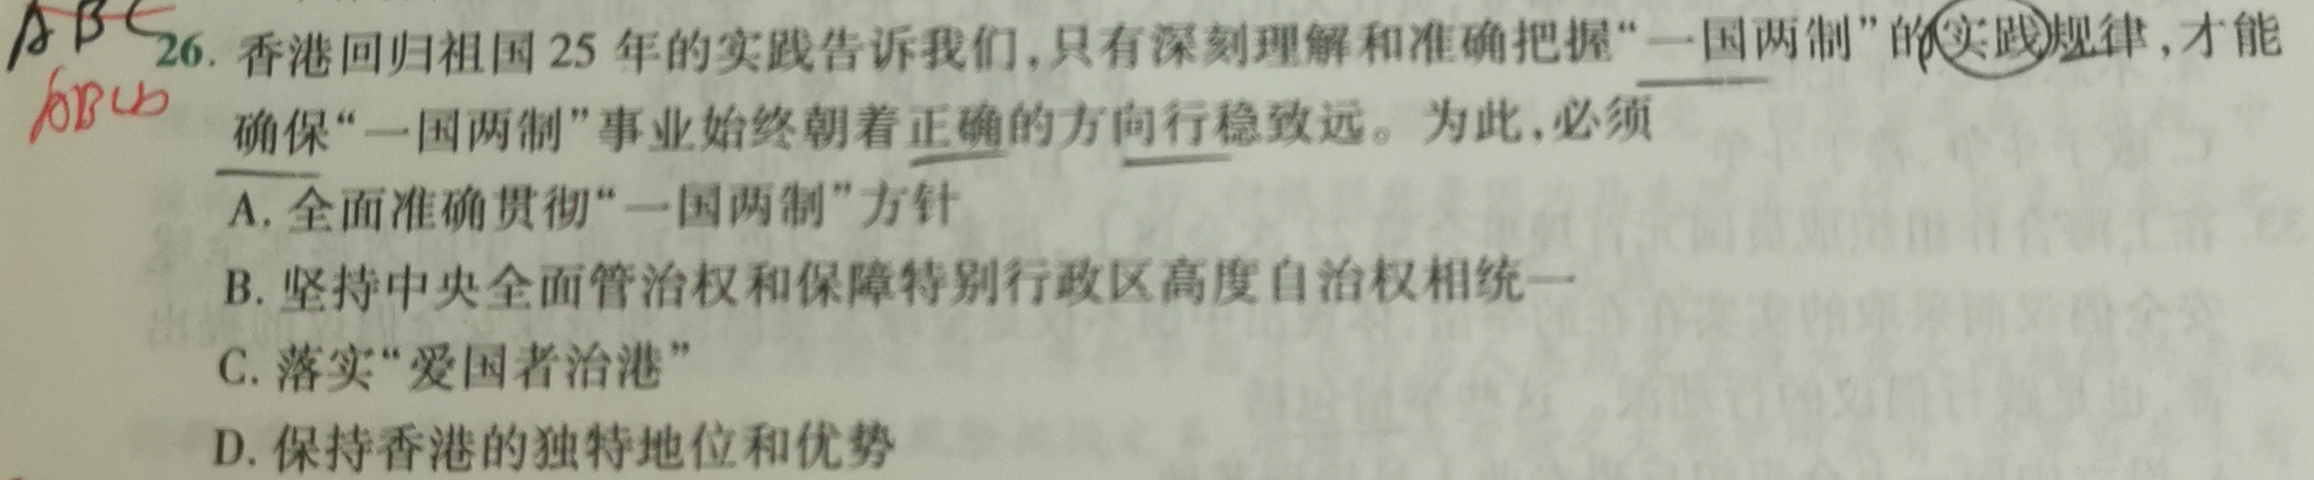 ABC
26. 香港回归祖国 25 年的实践告诉我们，只有深刻理解和准确把握“一国两制”的实践规律，才能
ABCD
确保“一国两制”事业始终朝着正确的方向行稳致远。为此，必须
A. 全面准确贯彻“一国两制”方针
B. 坚持中央全面管治权和保障特别行政区高度自治权相统一
C. 落实“爱国者治港”
D. 保持香港的独特地位和优势